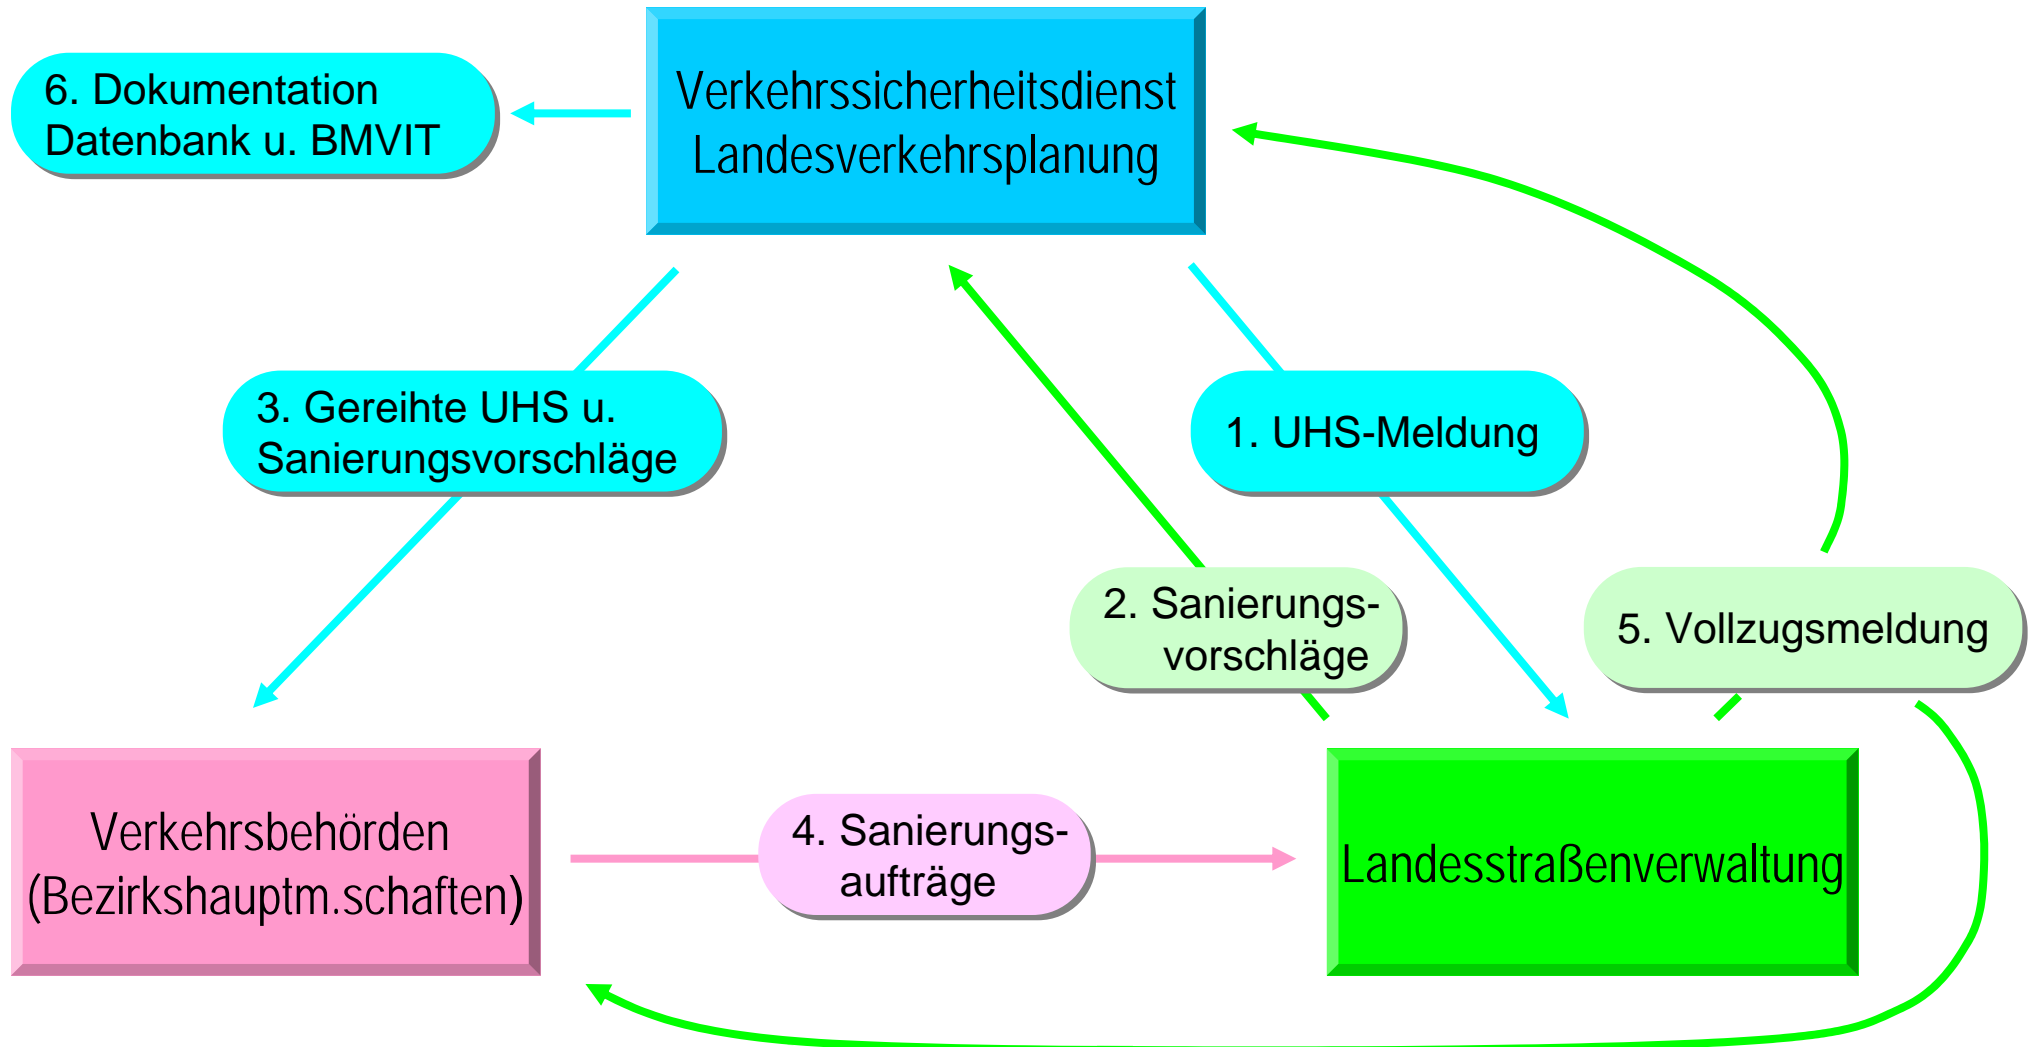 Verkehrssicherheitsdienst
Landesverkehrsplanung
6. Dokumentation
Datenbank u. BMVIT
3. Gereihte UHS u.
Sanierungsvorschläge
1. UHS-Meldung
2. Sanierungs-
vorschläge
5. Vollzugsmeldung
Verkehrsbehörden
(Bezirkshauptm.schaften)
4. Sanierungs-
aufträge
Landesstraßenverwaltung